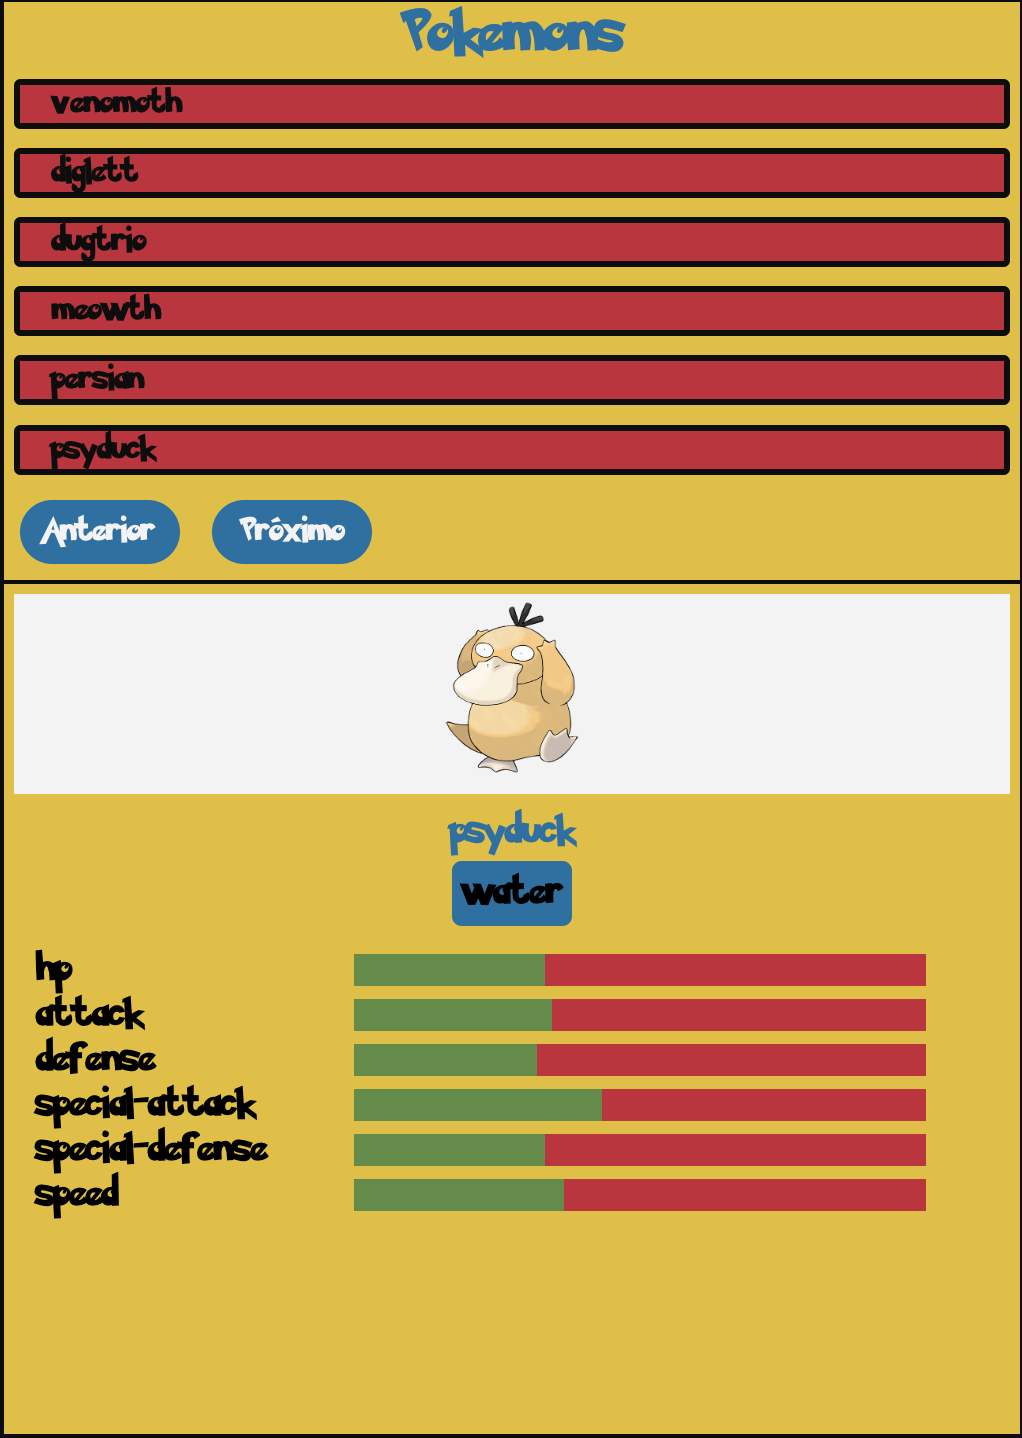 Pokemons
venomoth
diglett
dugtrio
meowth
persian
psyduck
Anterior Próximo
psyduck
water
hp
attack
defense
special-attack
special-defense
speed